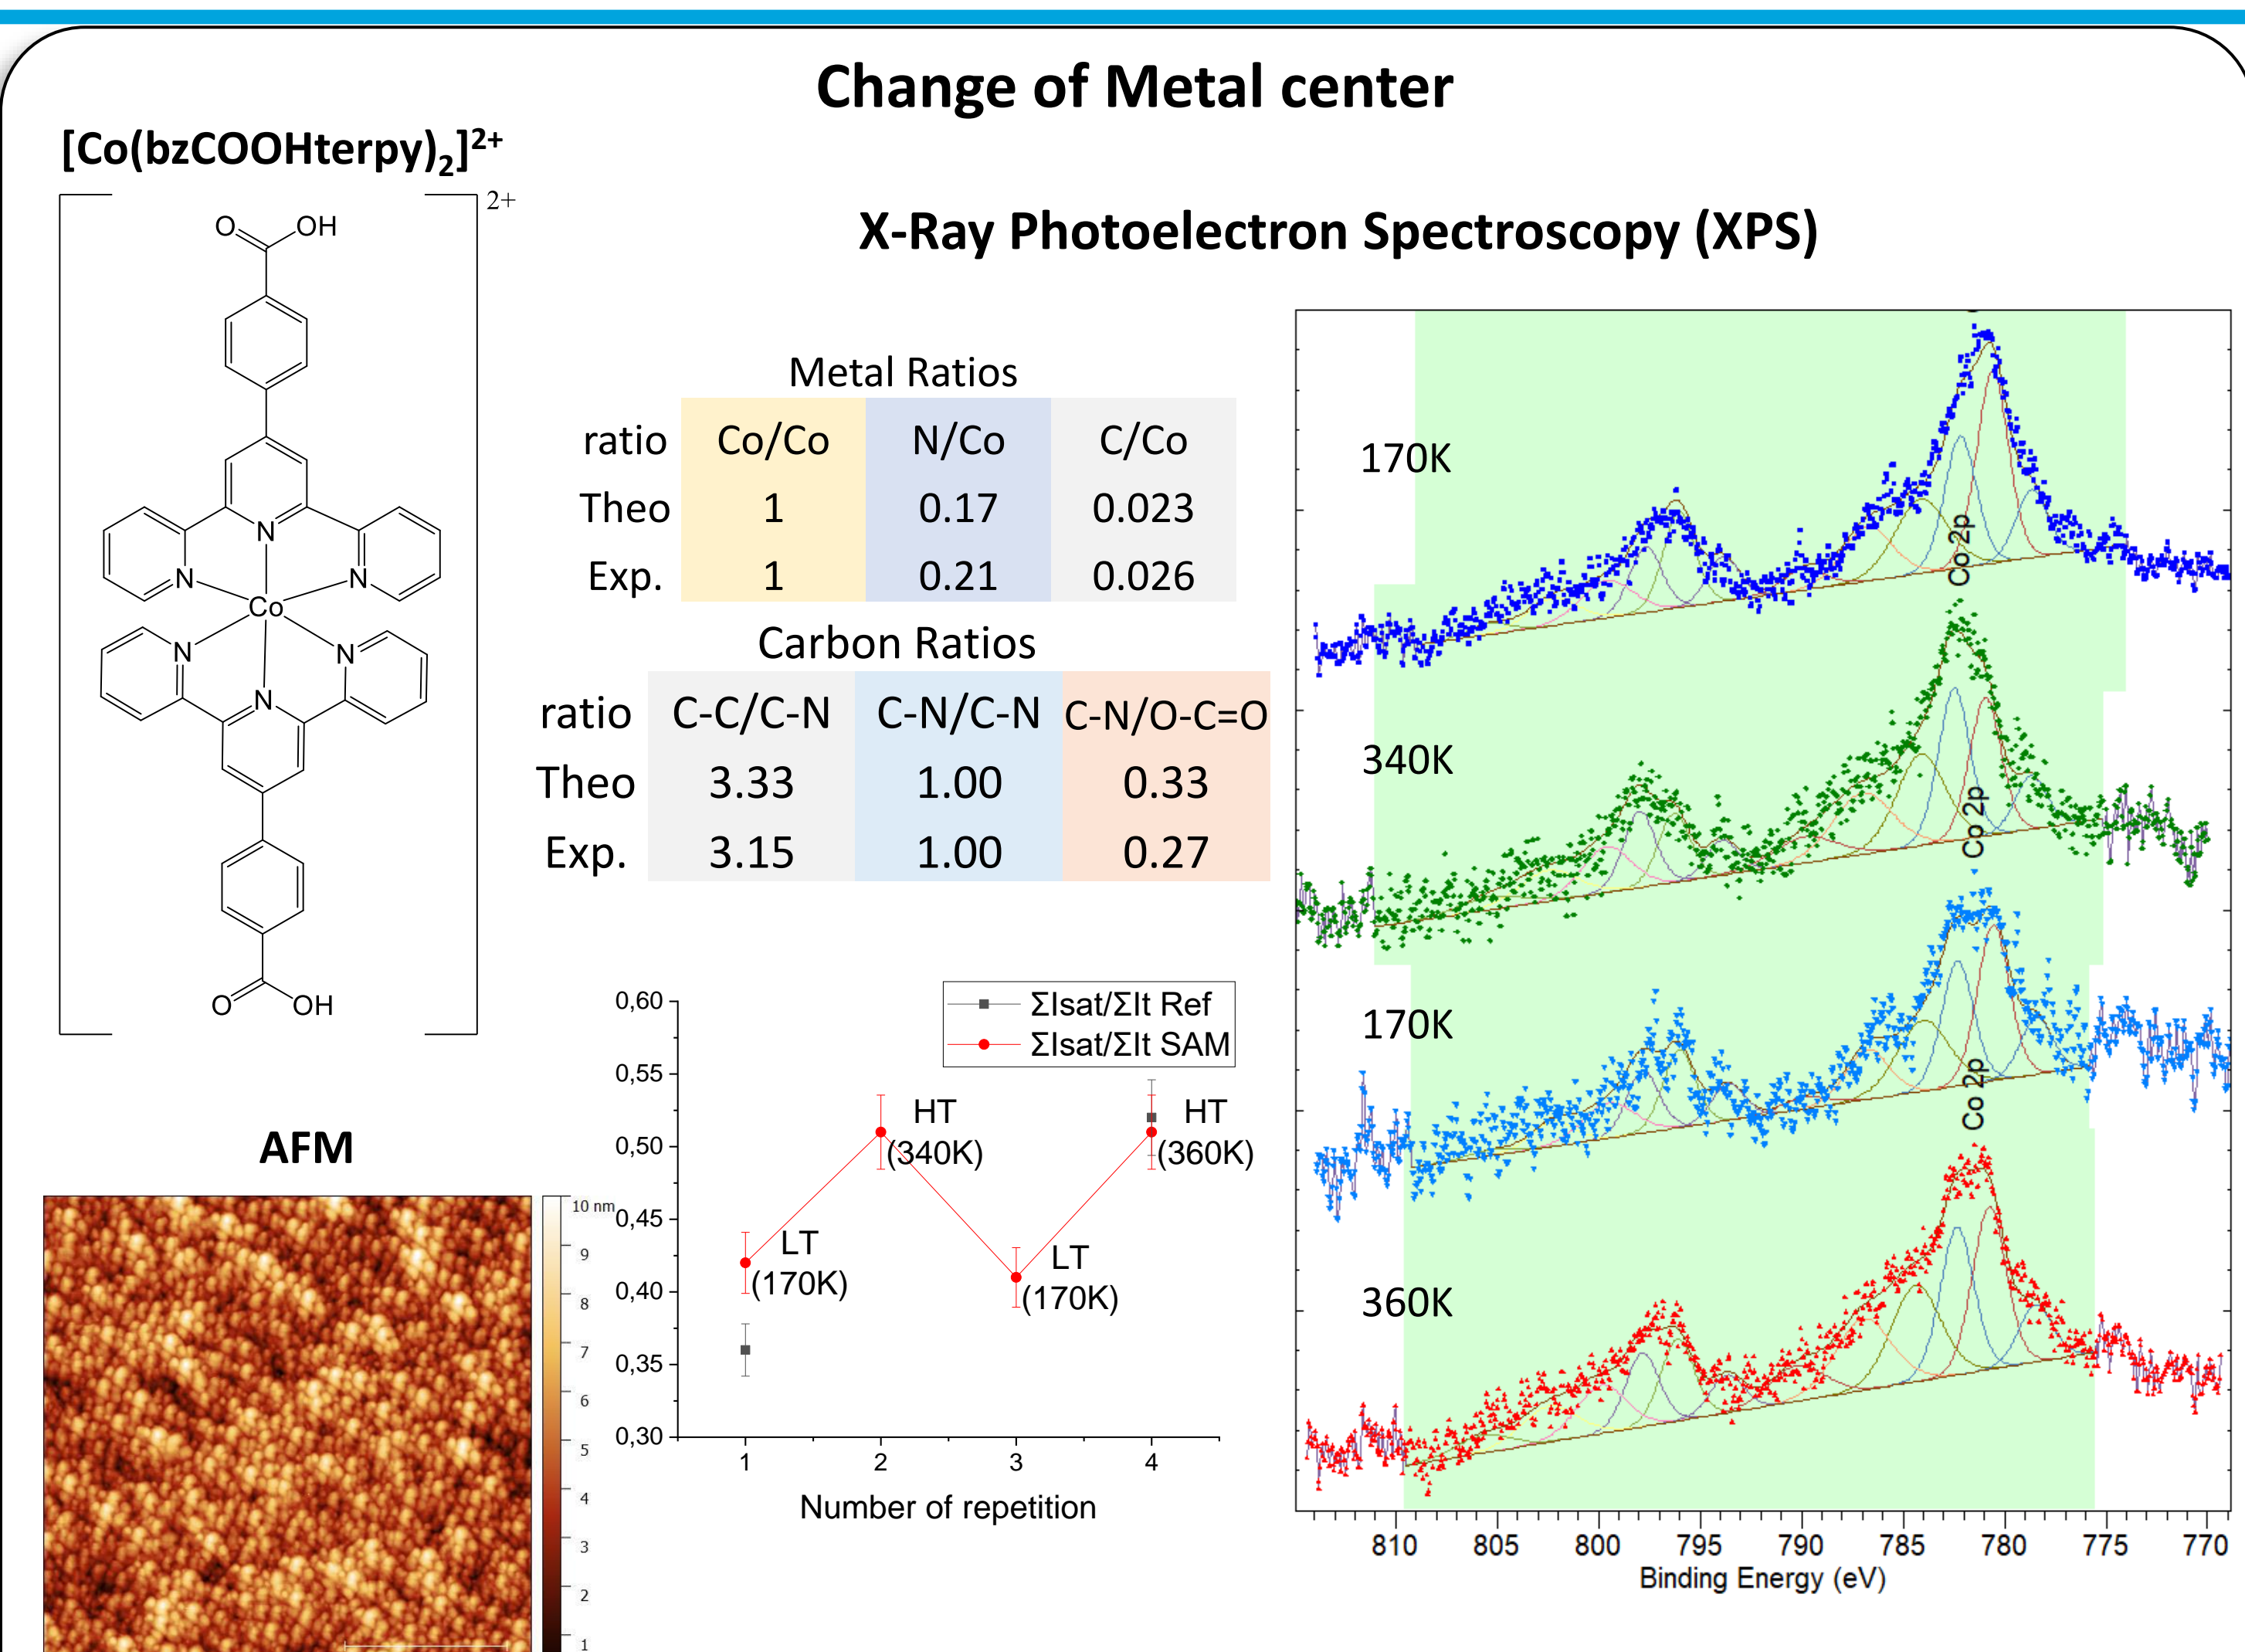 Change of Metal center
[Co(bzCOOHterpy)₂]²⁺
2+
O
OH
N
N
N
Co
N
N
N
O
OH
X-Ray Photoelectron Spectroscopy (XPS)
Metal Ratios
ratio Co/Co N/Co C/Co
Theo 1 0.17 0.023
Exp. 1 0.21 0.026
Carbon Ratios
ratio C-C/C-N C-N/C-N C-N/O-C=O
Theo 3.33 1.00 0.33
Exp. 3.15 1.00 0.27
ΣIsat/ΣIt Ref
ΣIsat/ΣIt SAM
0,60
0,55
0,50
0,45
0,40
0,35
0,30
LT
(170K)
HT
(340K)
LT
(170K)
HT
(360K)
1 2 3 4
Number of repetition
170K
Co 2p
340K
Co 2p
170K
Co 2p
360K
810 805 800 795 790 785 780 775 770
Binding Energy (eV)
AFM
10 nm
9
8
7
6
5
4
3
2
1